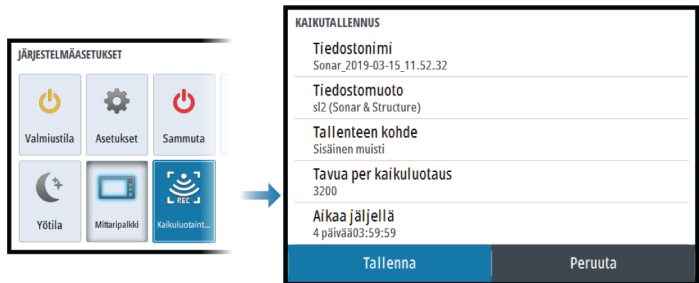 JÄRJESTELMÄASETUKSET
Valmiustila
Asetukset
Sammuta
Yötila
Mittaripalkki
REC
Kaikuluotaint...
KAIKUTALLENNUS
Tiedostonimi
Sonar_2019-03-15_11.52.32
Tiedostomuoto
sl2 (Sonar & Structure)
Tallenteen kohde
Sisäinen muisti
Tavua per kaikuluotaus
3200
Aikaa jäljellä
4 päivää03:59:59
Tallenna
Peruuta